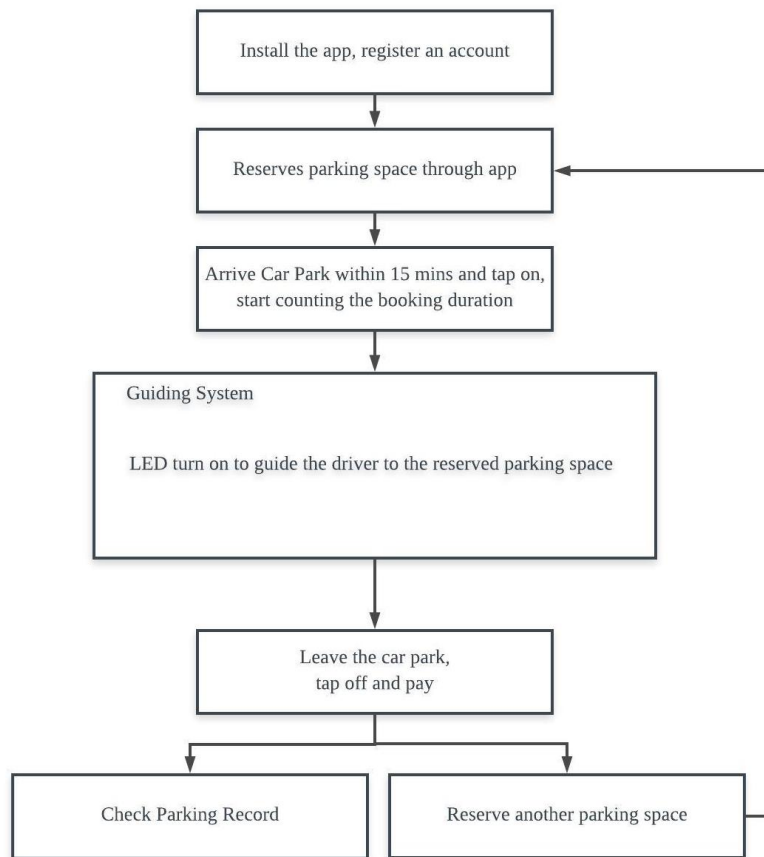 Install the app, register an account
Reserves parking space through app
Arrive Car Park within 15 mins and tap on,
start counting the booking duration
Guiding System
LED turn on to guide the driver to the reserved parking space
Leave the car park,
tap off and pay
Check Parking Record
Reserve another parking space